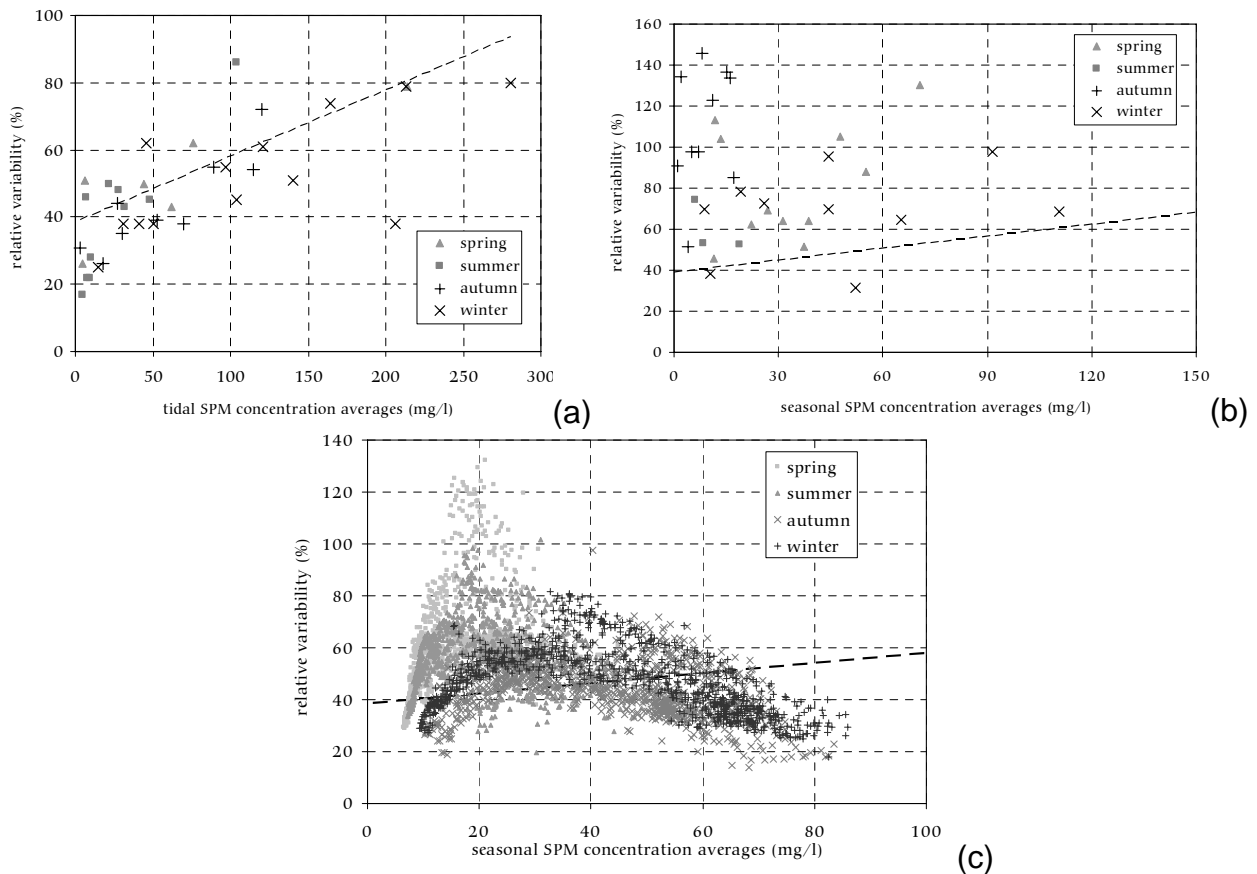 100
80
60
40
20
0
relative variability (%)
spring
summer
autumn
winter
0 50 100 150 200 250 300
tidal SPM concentration averages (mg/l)
(a)
160
140
120
100
80
60
40
20
0
relative variability (%)
spring
summer
autumn
winter
0 30 60 90 120 150
seasonal SPM concentration averages (mg/l)
(b)
140
120
100
80
60
40
20
0
relative variability (%)
spring
summer
autumn
winter
0 20 40 60 80 100
seasonal SPM concentration averages (mg/l)
(c)